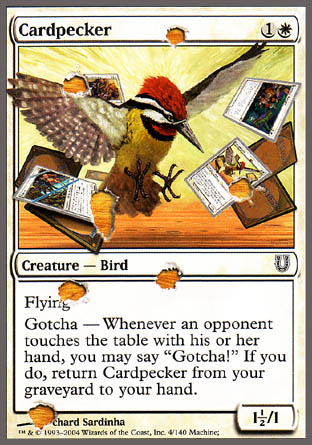 Cardpecker 1
Creature — Bird
Flying
Gotcha — Whenever an opponent
touches the table with his or her
hand, you may say “Gotcha!” If you
do, return Cardpecker from your
graveyard to your hand.
1½/1
chard Sardinha
™ & © 1993–2004 Wizards of the Coast, Inc. 4/140 Machine;